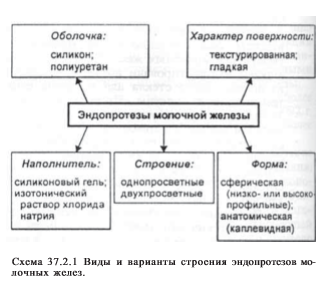 Оболочка:
силикон;
полиуретан
Характер поверхности:
текстурированная;
гладкая
Эндопротезы молочной железы
Наполнитель:
силиконовый гель;
изотонический
раствор хлорида
натрия
Строение:
однопросветные
двухпросветные
Форма:
сферическая
(низко- или высоко-
профильные);
анатомическая
(каплевидная)
Схема 37.2.1 Виды и варианты строения эндопротезов мо-
лочных желез.